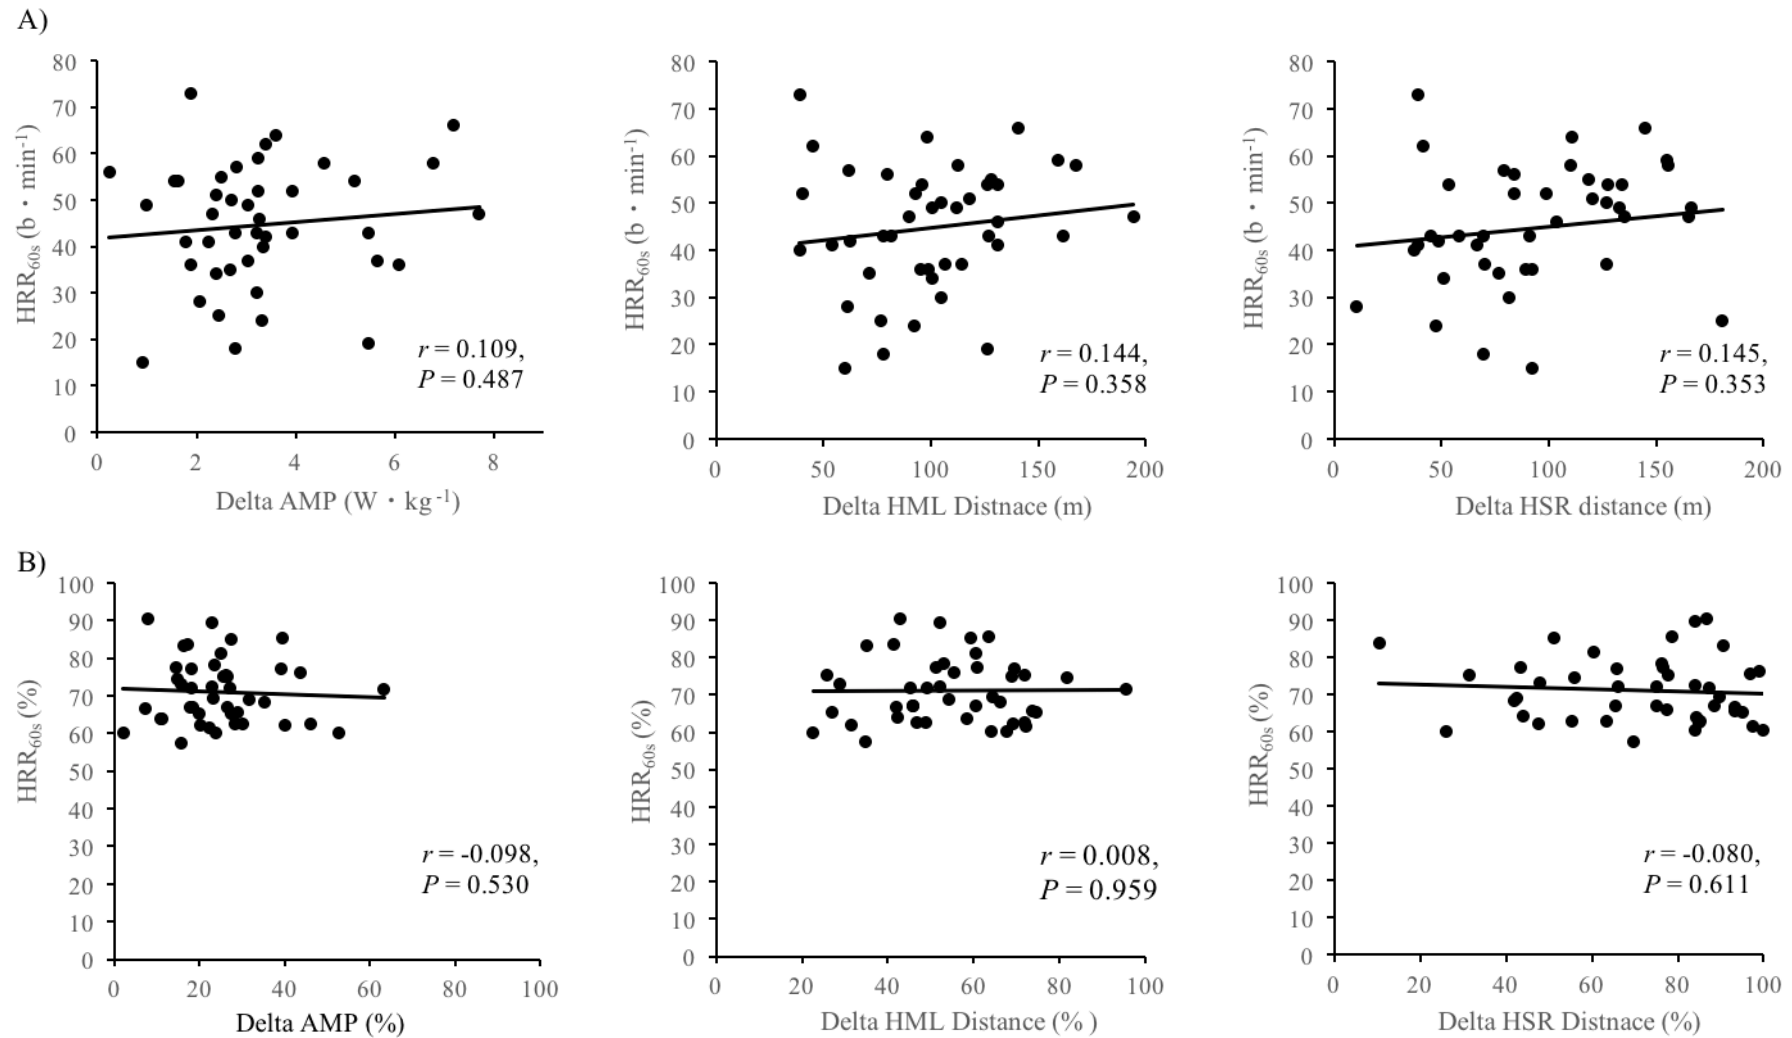 A)
80
70
60
50
40
30
20
10
0
HRR60s (b・min-1)
0 2 4 6 8
Delta AMP (W・kg-1)
r = 0.109,
P = 0.487
80
70
60
50
40
30
20
10
0
HRR60s (b・min-1)
0 50 100 150 200
Delta HML Distnace (m)
r = 0.144,
P = 0.358
80
70
60
50
40
30
20
10
0
HRR60s (b・min-1)
0 50 100 150 200
Delta HSR distance (m)
r = 0.145,
P = 0.353
B)
100
90
80
70
60
50
40
30
20
10
0
HRR60s (%)
0 20 40 60 80 100
Delta AMP (%)
r = -0.098,
P = 0.530
100
90
80
70
60
50
40
30
20
10
0
HRR60s (%)
0 20 40 60 80 100
Delta HML Distance (% )
r = 0.008,
P = 0.959
100
90
80
70
60
50
40
30
20
10
0
HRR60s (%)
0 20 40 60 80 100
Delta HSR Distnace (%)
r = -0.080,
P = 0.611